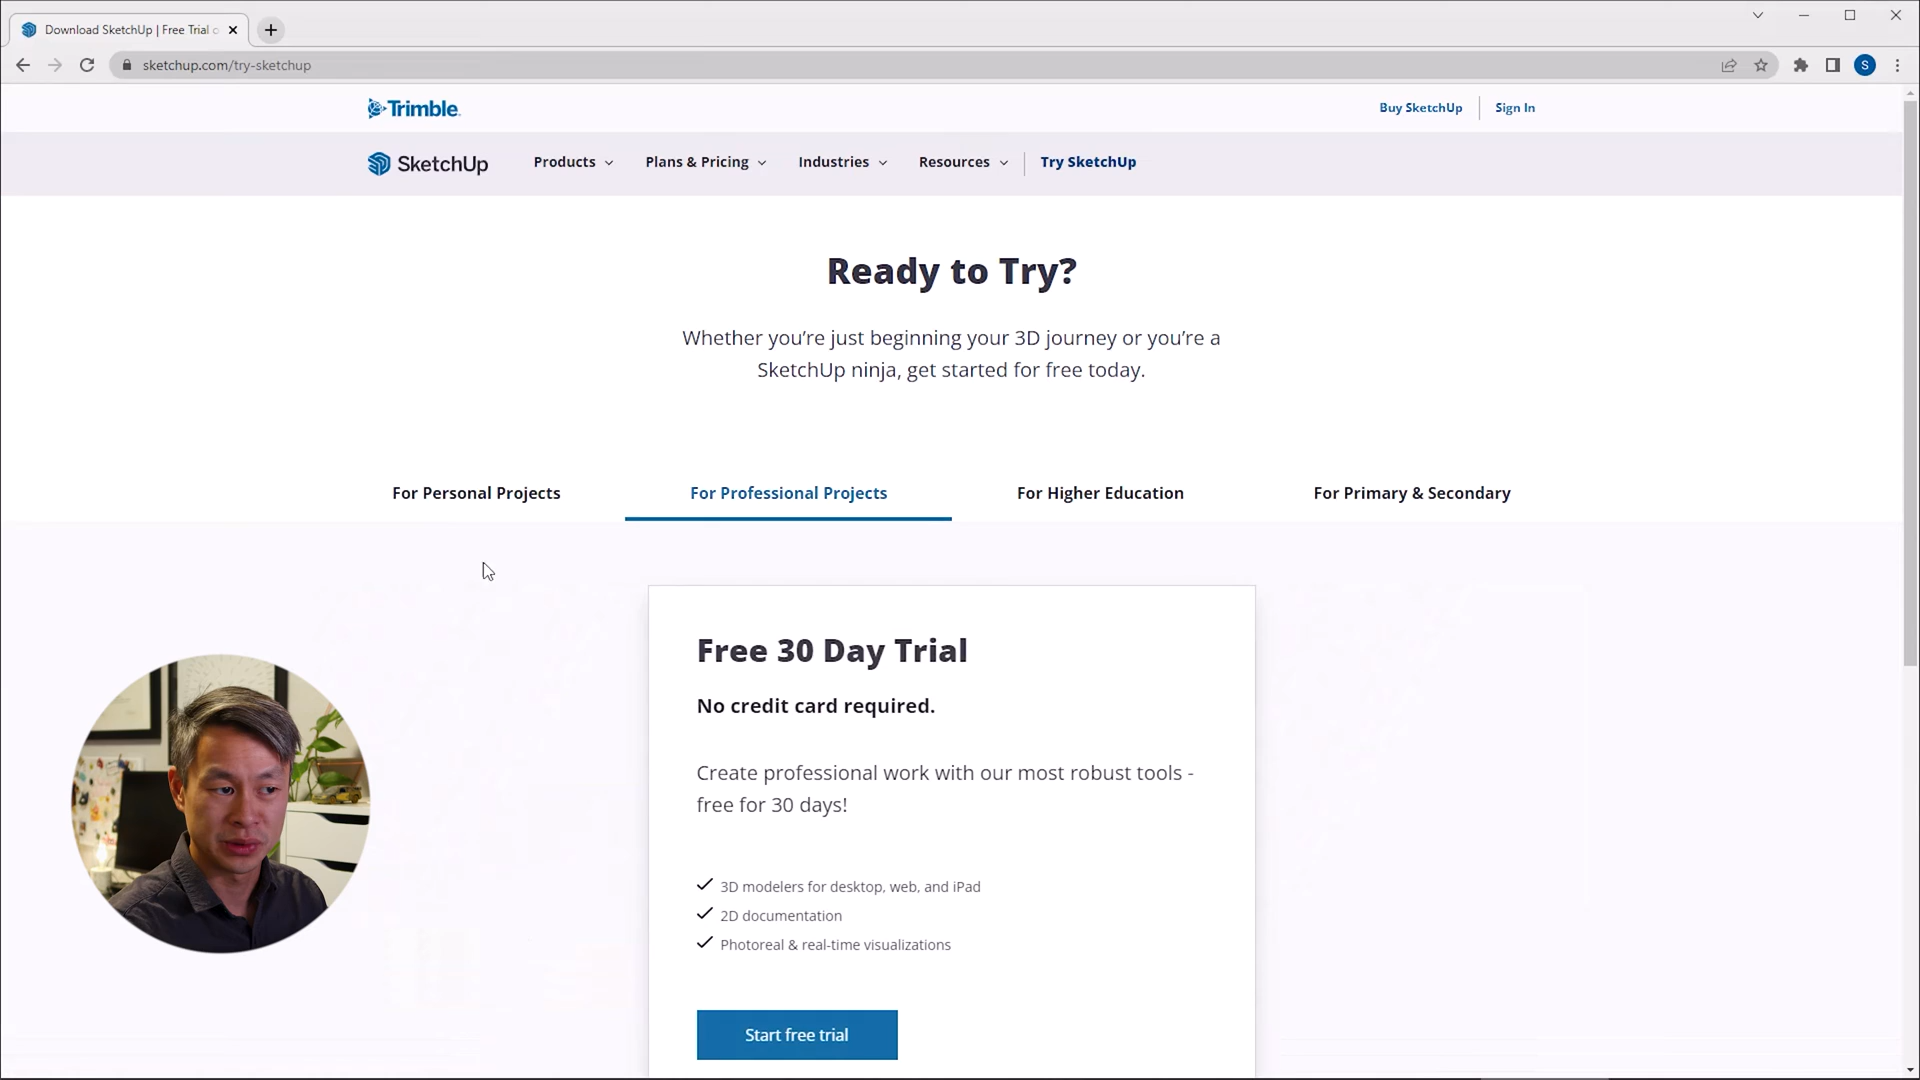 Download SketchUp | Free Trial
sketchup.com/try-sketchup
S
Trimble
Buy SketchUp
Sign In
SketchUp
Products
Plans & Pricing
Industries
Resources
Try SketchUp
Ready to Try?
Whether you’re just beginning your 3D journey or you’re a
SketchUp ninja, get started for free today.
For Personal Projects
For Professional Projects
For Higher Education
For Primary & Secondary
Free 30 Day Trial
No credit card required.
Create professional work with our most robust tools -
free for 30 days!
3D modelers for desktop, web, and iPad
2D documentation
Photoreal & real-time visualizations
Start free trial